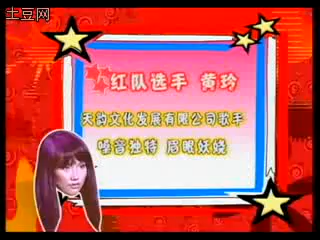 土豆网
红队选手 黄玲
天韵文化发展有限公司歌手
嗓音独特 眉眼妖娆